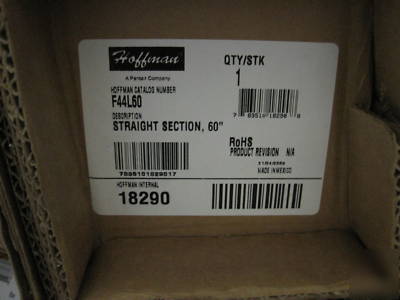 Hoffman
A Pentair Company
QTY/STK
1
HOFFMAN CATALOG NUMBER
F44L60
DESCRIPTION
STRAIGHT SECTION, 60"
RoHS
PRODUCT REVISION N/A
MADE IN MEXICO
HOFFMAN INTERNAL
18290